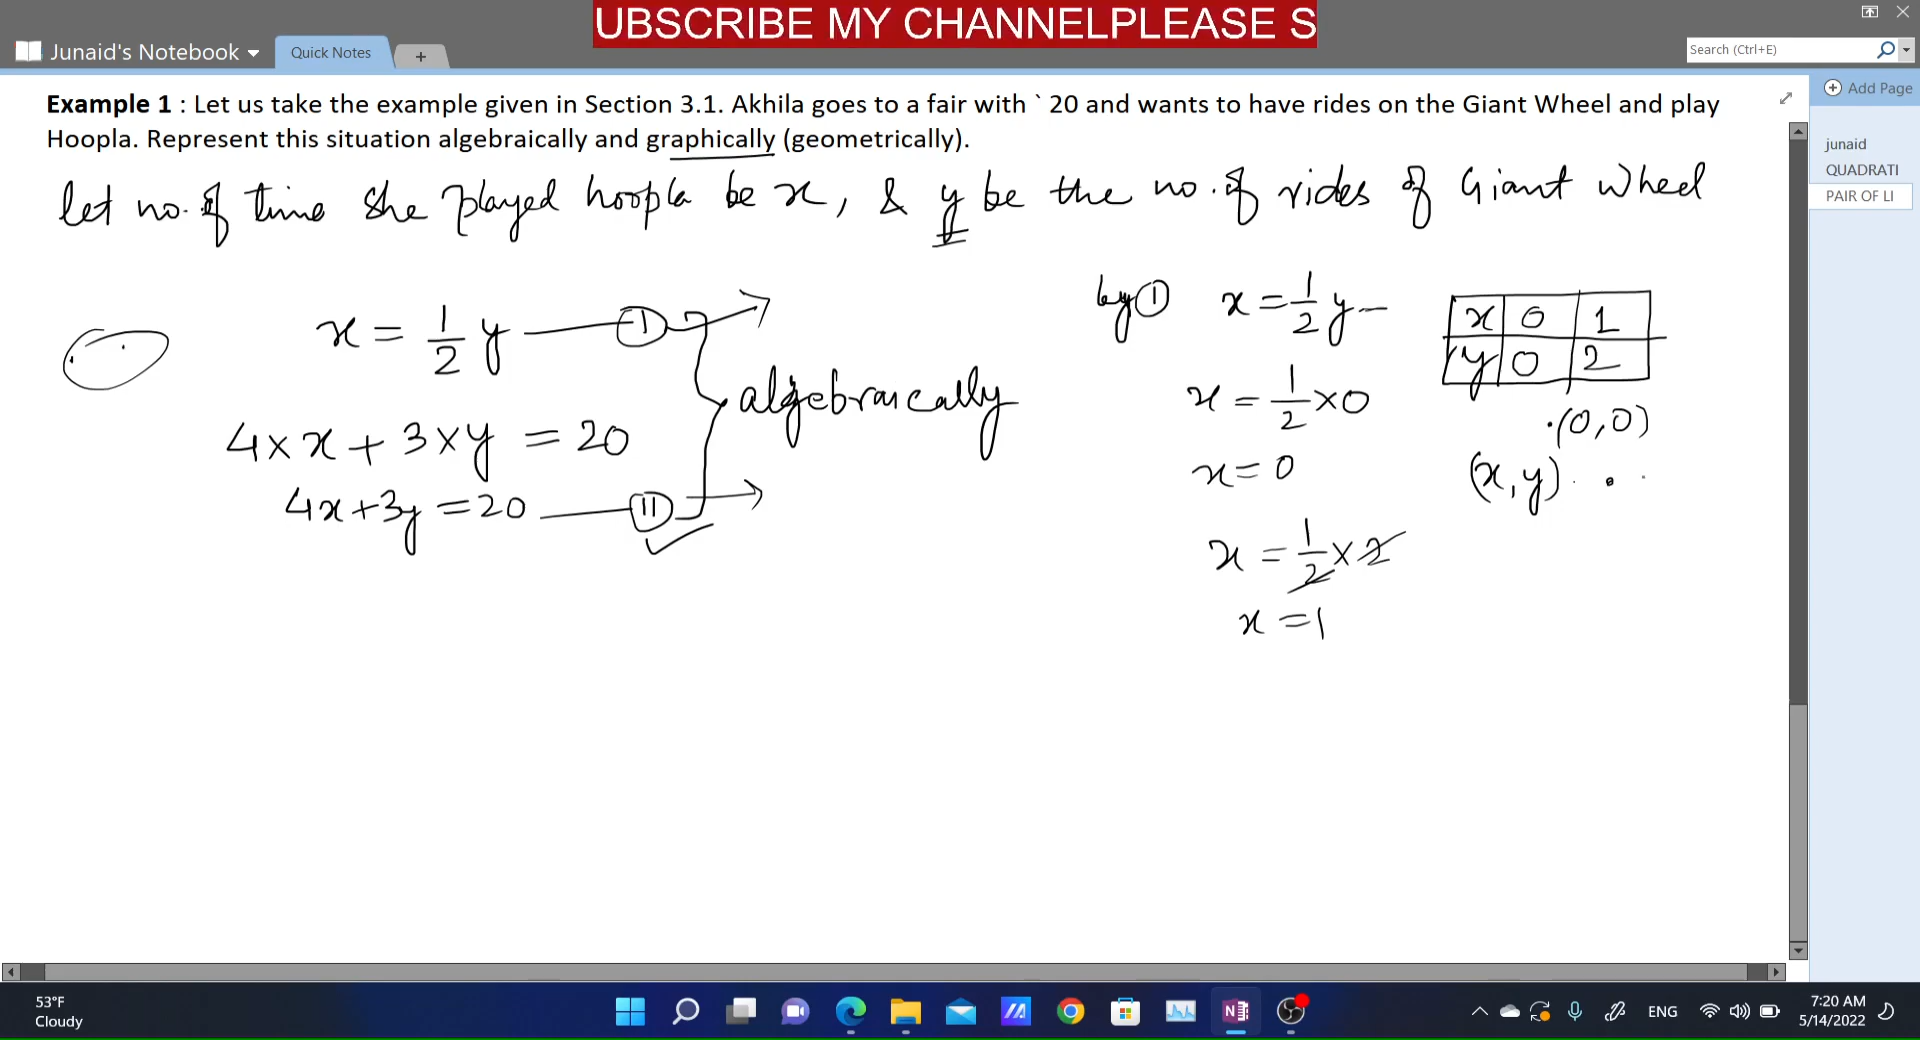 UBSCRIBE MY CHANNELPLEASE S
Junaid's Notebook
Quick Notes
+
Search (Ctrl+E)
Add Page
junaid
QUADRATI
PAIR OF LI
Example 1 : Let us take the example given in Section 3.1. Akhila goes to a fair with ` 20 and wants to have rides on the Giant Wheel and play
Hoopla. Represent this situation algebraically and graphically (geometrically).
let no. of time she played hoopla be x, & y be the no. of rides of Giant Wheel
x = 1/2 y — I
4 × x + 3 × y = 20
4x + 3y = 20 — II
algebraically
by I x = 1/2 y –
x = 1/2 × 0
x = 0
x = 1/2 × 2
x = 1
x 0 1
y 0 2
(0,0)
(x, y)
53°F
Cloudy
ENG
7:20 AM
5/14/2022